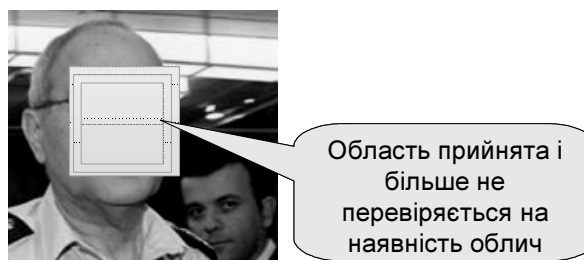 Область прийнята і
більше не
перевіряється на
наявність облич